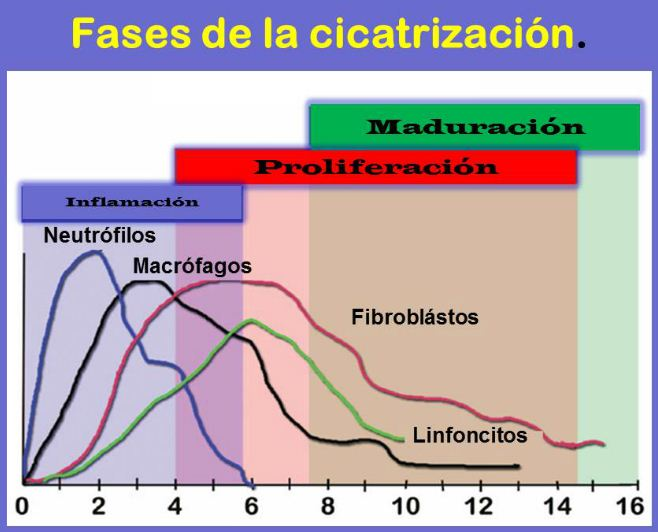 Fases de la cicatrización.
Maduración
Proliferación
Inflamación
Neutrófilos
Macrófagos
Fibroblástos
Linfoncitos
0 2 4 6 8 10 12 14 16